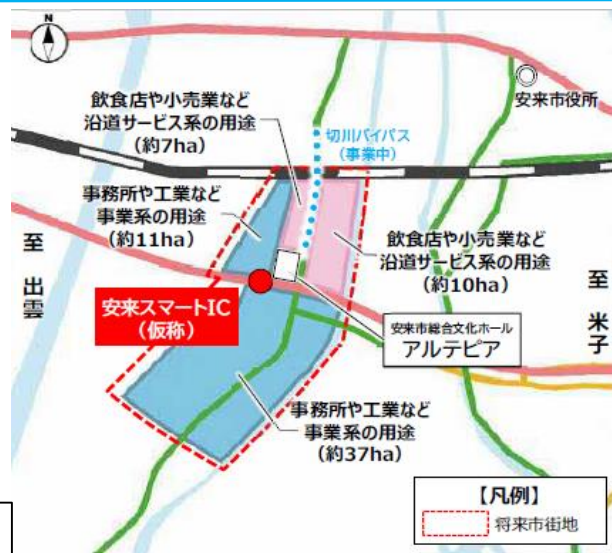 N
安来市役所
飲食店や小売業など
沿道サービス系の用途
(約7ha)
切川バイパス
(事業中)
事務所や工業など
事業系の用途
(約11ha)
至 出雲
飲食店や小売業など
沿道サービス系の用途
(約10ha)
至 米子
安来スマートIC
(仮称)
安来市総合文化ホール
アルテピア
事務所や工業など
事業系の用途
(約37ha)
【凡例】
将来市街地